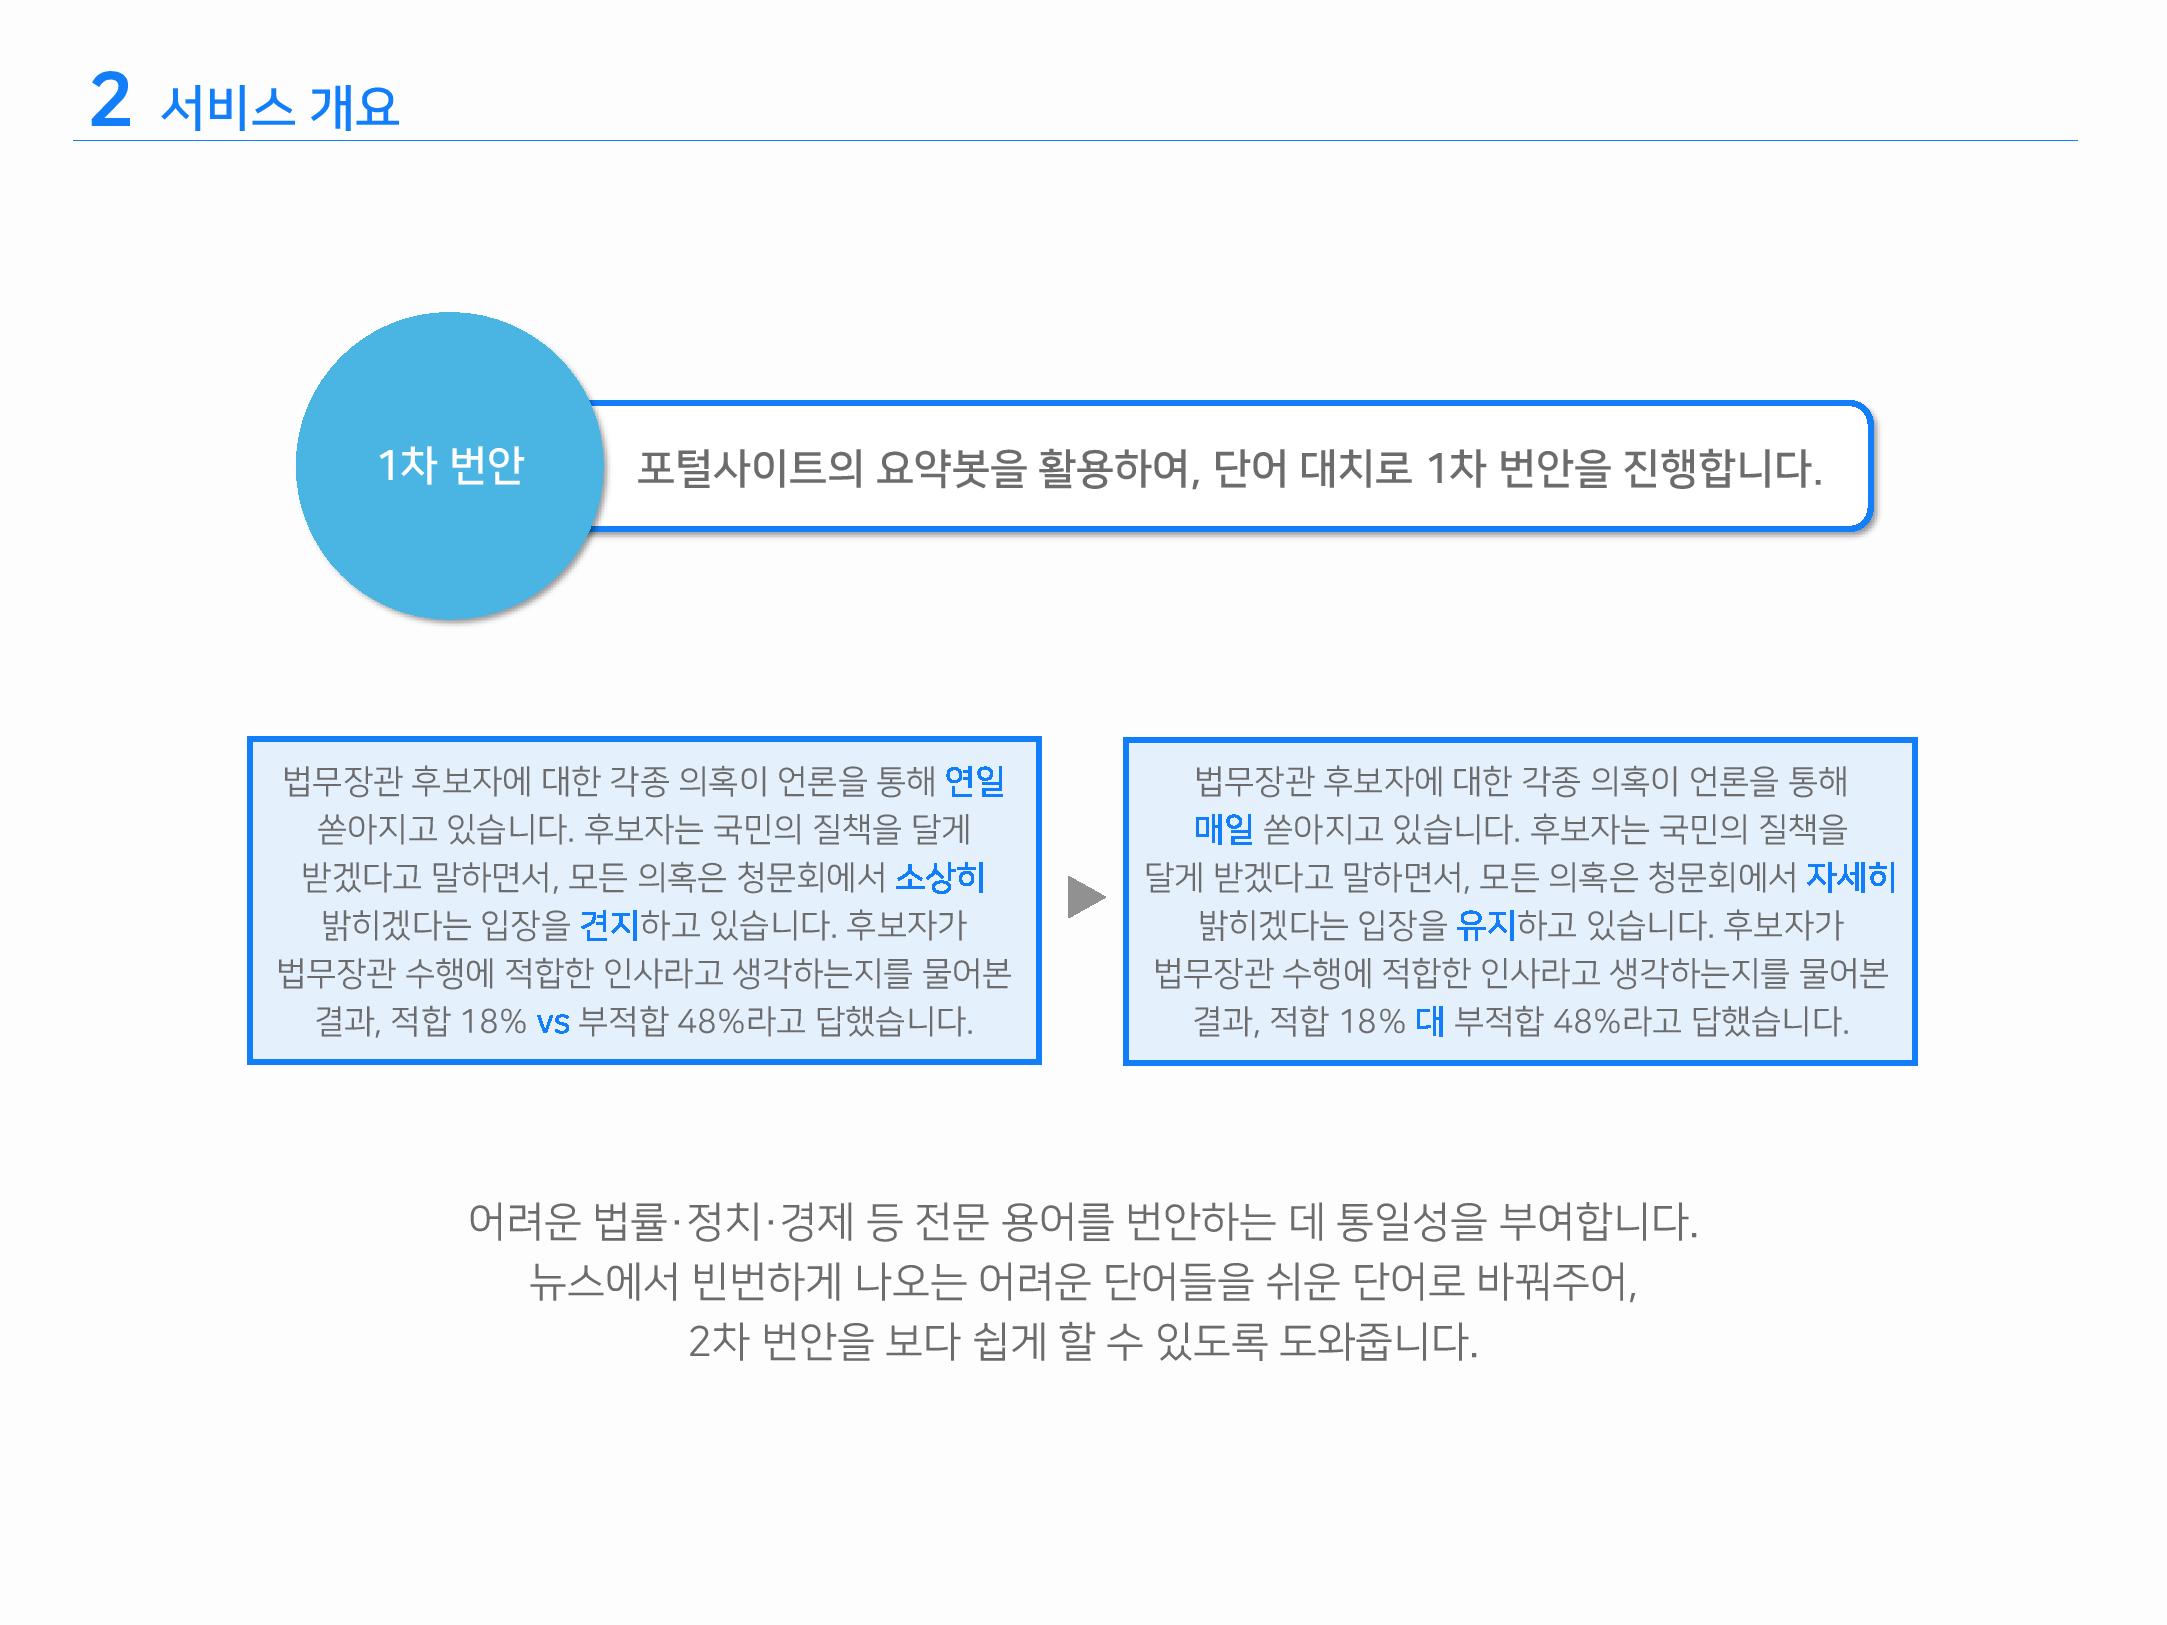 2 서비스 개요
1차 번안
포털사이트의 요약봇을 활용하여, 단어 대치로 1차 번안을 진행합니다.
법무장관 후보자에 대한 각종 의혹이 언론을 통해 연일
쏟아지고 있습니다. 후보자는 국민의 질책을 달게
받겠다고 말하면서, 모든 의혹은 청문회에서 소상히
밝히겠다는 입장을 견지하고 있습니다. 후보자가
법무장관 수행에 적합한 인사라고 생각하는지를 물어본
결과, 적합 18% vs 부적합 48%라고 답했습니다.
법무장관 후보자에 대한 각종 의혹이 언론을 통해
매일 쏟아지고 있습니다. 후보자는 국민의 질책을
달게 받겠다고 말하면서, 모든 의혹은 청문회에서 자세히
밝히겠다는 입장을 유지하고 있습니다. 후보자가
법무장관 수행에 적합한 인사라고 생각하는지를 물어본
결과, 적합 18% 대 부적합 48%라고 답했습니다.
어려운 법률·정치·경제 등 전문 용어를 번안하는 데 통일성을 부여합니다.
뉴스에서 빈번하게 나오는 어려운 단어들을 쉬운 단어로 바꿔주어,
2차 번안을 보다 쉽게 할 수 있도록 도와줍니다.